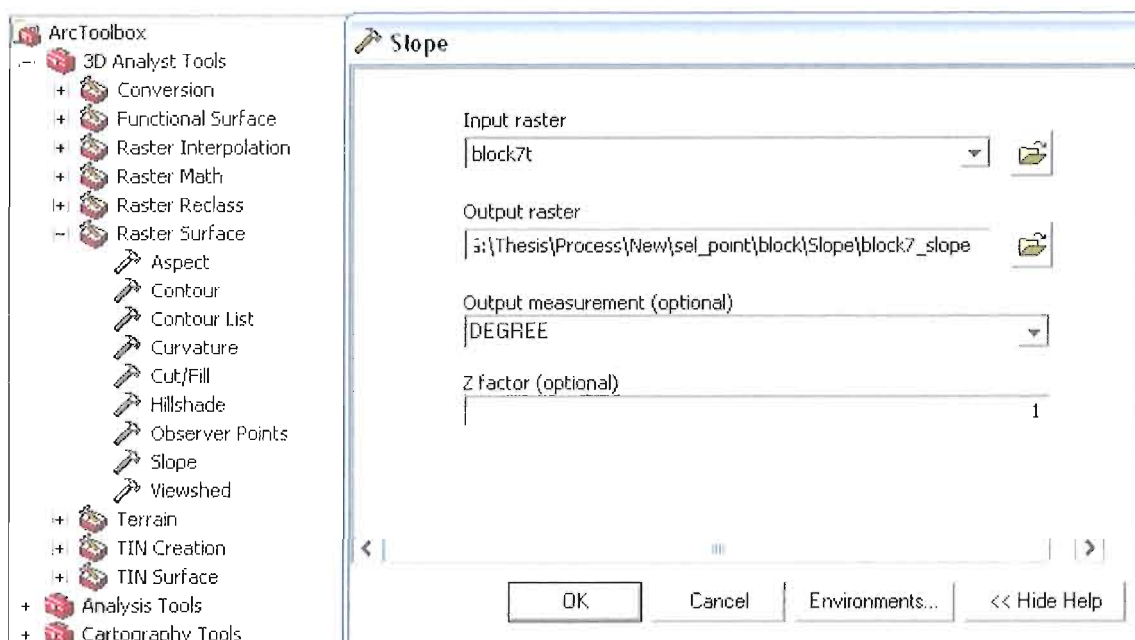 ArcToolbox
3D Analyst Tools
Conversion
Functional Surface
Raster Interpolation
Raster Math
Raster Reclass
Raster Surface
Aspect
Contour
Contour List
Curvature
Cut/Fill
Hillshade
Observer Points
Slope
Viewshed
Terrain
TIN Creation
TIN Surface
Analysis Tools
Cartography Tools
Slope
Input raster
block7t
Output raster
G:\Thesis\Process\New\sel_point\block\Slope\block7_slope
Output measurement (optional)
DEGREE
Z factor (optional)
1
OK
Cancel
Environments...
<< Hide Help